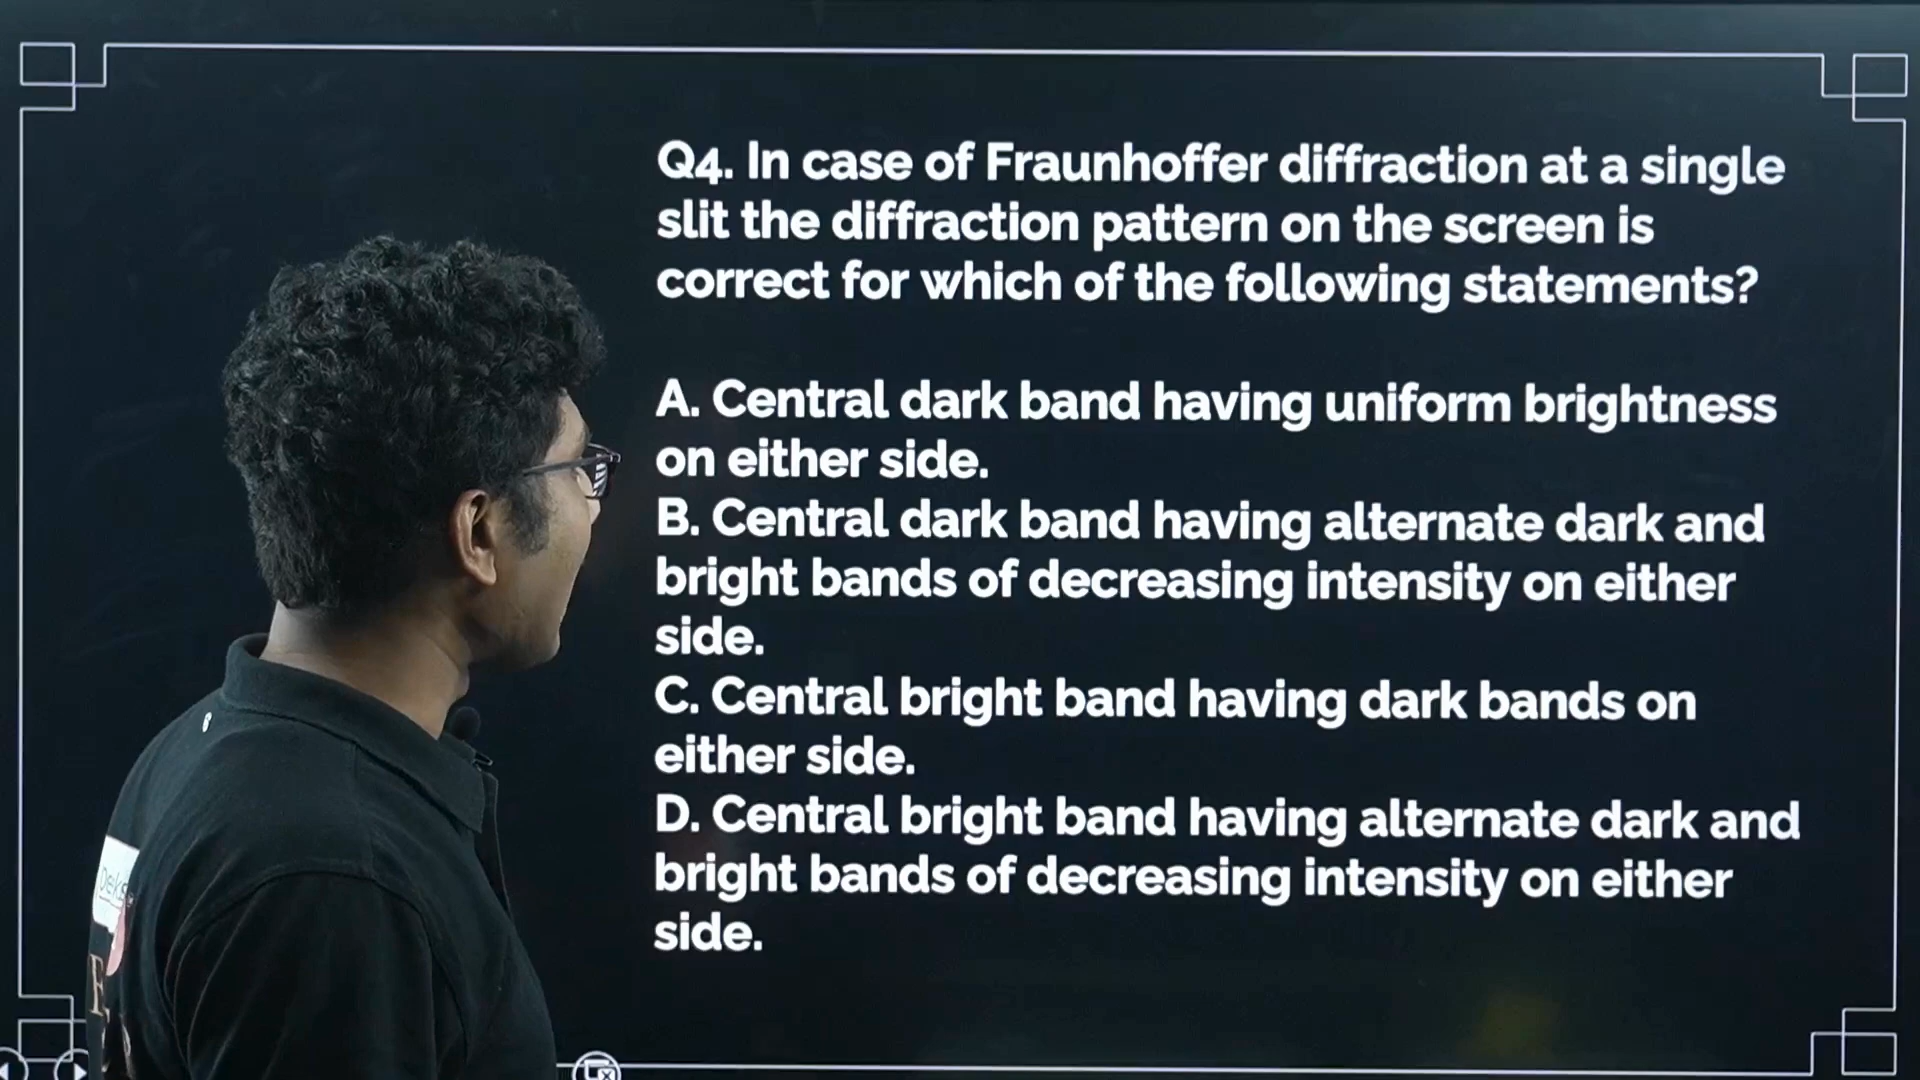 Q4. In case of Fraunhoffer diffraction at a single
slit the diffraction pattern on the screen is
correct for which of the following statements?
A. Central dark band having uniform brightness
on either side.
B. Central dark band having alternate dark and
bright bands of decreasing intensity on either
side.
C. Central bright band having dark bands on
either side.
D. Central bright band having alternate dark and
bright bands of decreasing intensity on either
side.